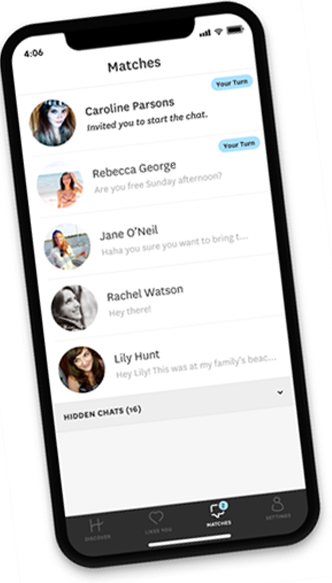 4:06
Matches
Your Turn
Caroline Parsons
Invited you to start the chat.
Your Turn
Rebecca George
Are you free Sunday afternoon?
Jane O'Neil
Haha you sure you want to bring t...
Rachel Watson
Hey there!
Lily Hunt
Hey Lily! This was at my family's beac...
HIDDEN CHATS (16)
2
DISCOVER
LIKES YOU
MATCHES
SETTINGS